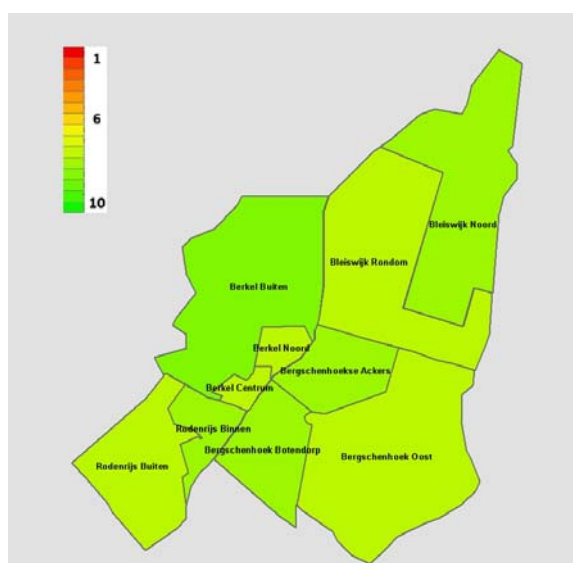 1
6
10
Bleiswijk Noord
Bleiswijk Rondom
Berkel Buiten
Berkel Noord
Bergschenhoekse Ackers
Berkel Centrum
Rodenrijs Binnen
Bergschenhoek Botendorp
Bergschenhoek Oost
Rodenrijs Buiten